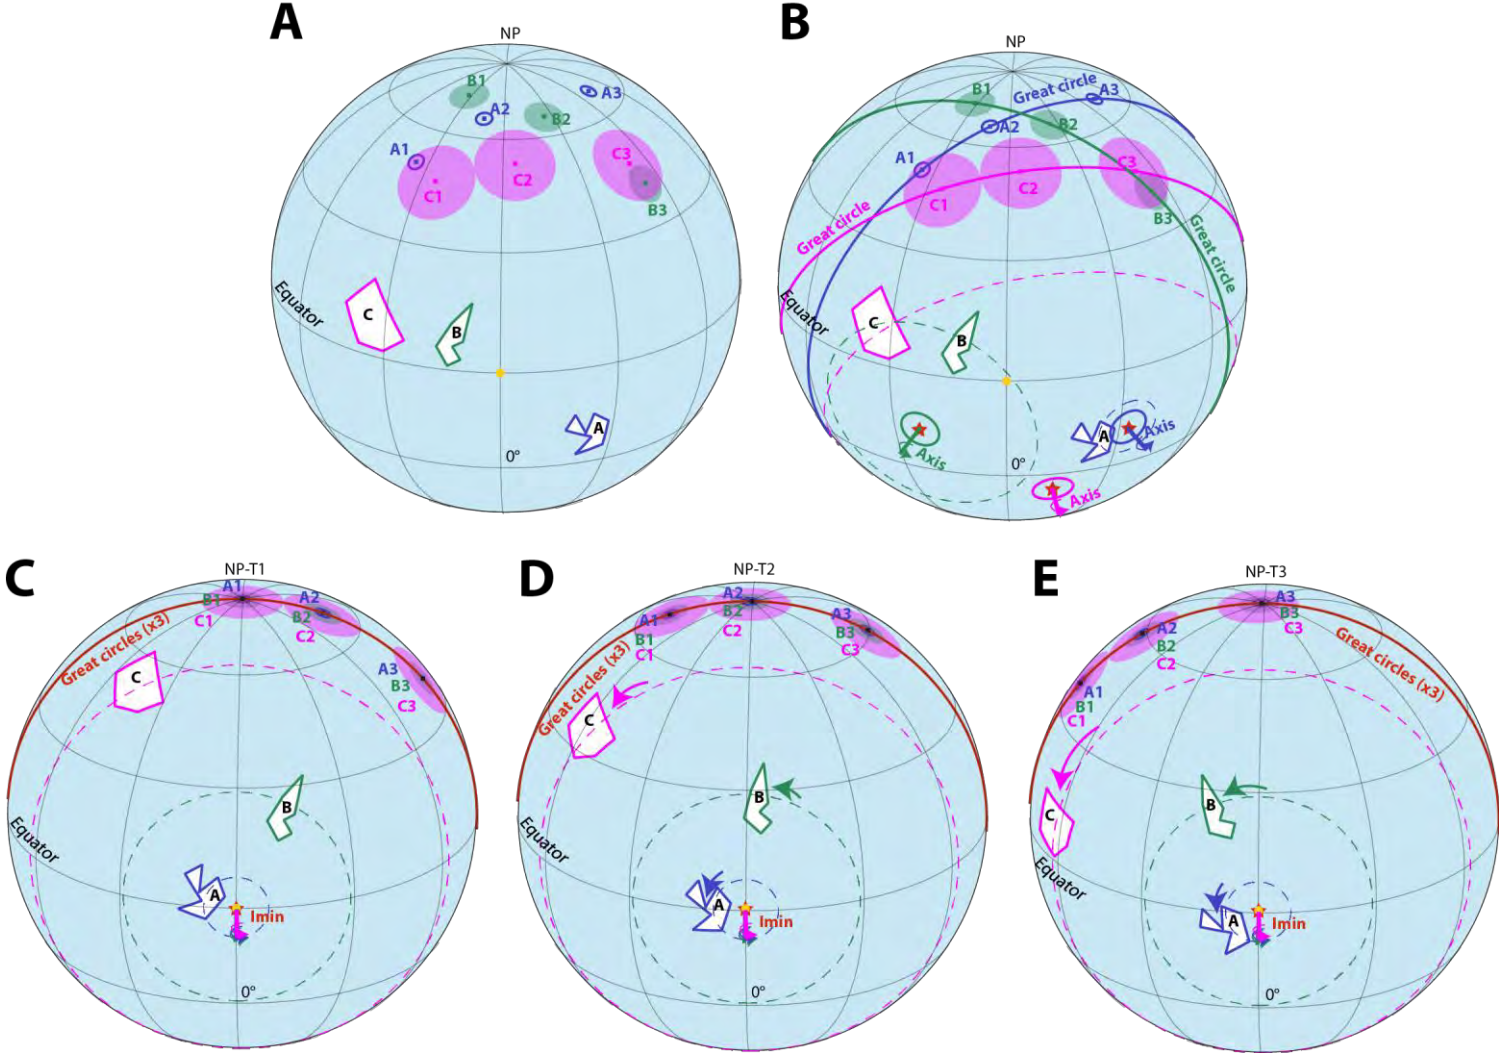 A
NP
B1
A3
A2
B2
A1
C3
C1
C2
B3
Equator
C
B
A
0°
B
NP
B1
Great circle
A3
A2
B2
A1
C3
C1
C2
B3
Great circle
Great circle
Equator
C
B
A
Axis
Axis
0°
Axis
C
NP-T1
A1
B1
C1
A2
B2
C2
Great circles (x3)
A3
B3
C3
C
B
Equator
A
Imin
0°
D
NP-T2
A2
B2
C2
A1
B1
C1
A3
B3
C3
Great circles (x3)
C
B
Equator
A
Imin
0°
E
NP-T3
A3
B3
C3
A2
B2
C2
Great circles (x3)
A1
B1
C1
C
B
Equator
A
Imin
0°